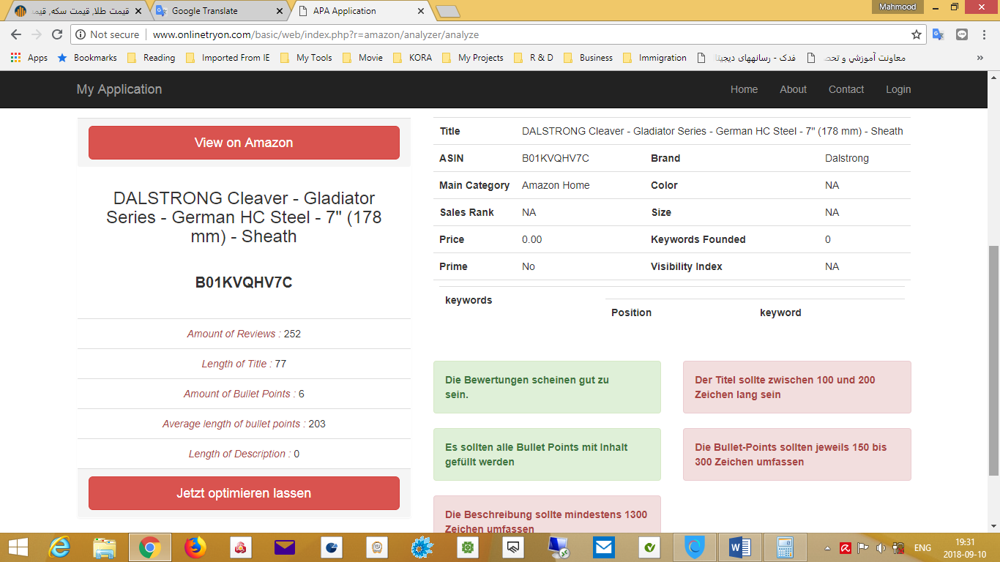 قیمت طلا, قیمت سکه, قیمه
Google Translate
APA Application
Mahmood
Not secure
www.onlinetryon.com/basic/web/index.php?r=amazon/analyzer/analyze
Apps
Bookmarks
Reading
Imported From IE
My Tools
Movie
KORA
My Projects
R & D
Business
Immigration
فدک - رسانههای دیجیتا
معاونت آموزشي و تحص
»
My Application
Home
About
Contact
Login
View on Amazon
DALSTRONG Cleaver - Gladiator
Series - German HC Steel - 7" (178
mm) - Sheath
B01KVQHV7C
Amount of Reviews : 252
Length of Title : 77
Amount of Bullet Points : 6
Average length of bullet points : 203
Length of Description : 0
Jetzt optimieren lassen
Title DALSTRONG Cleaver - Gladiator Series - German HC Steel - 7" (178 mm) - Sheath
ASIN B01KVQHV7C Brand Dalstrong
Main Category Amazon Home Color NA
Sales Rank NA Size NA
Price 0.00 Keywords Founded 0
Prime No Visibility Index NA
keywords
Position keyword
Die Bewertungen scheinen gut zu
sein.
Der Titel sollte zwischen 100 und 200
Zeichen lang sein
Es sollten alle Bullet Points mit Inhalt
gefüllt werden
Die Bullet-Points sollten jeweils 150 bis
300 Zeichen umfassen
Die Beschreibung sollte mindestens 1300
Zeichen umfassen
ENG
19:31
2018-09-10